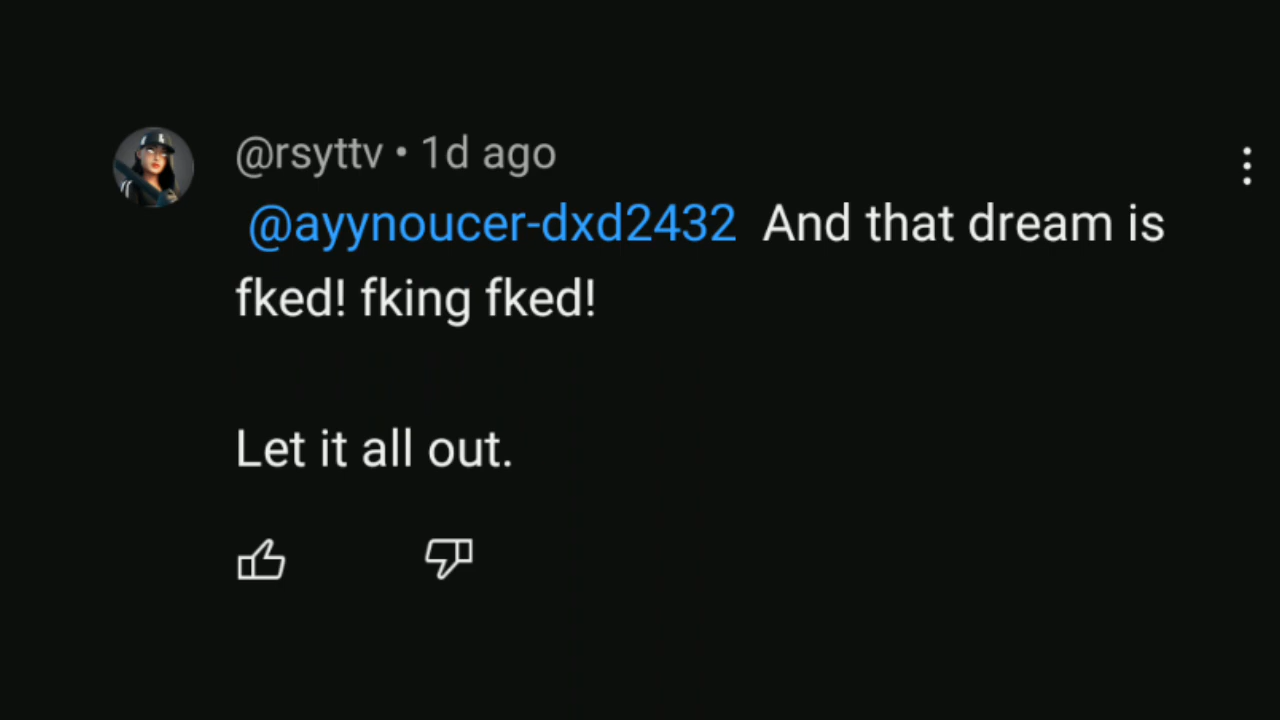 @rsyttv • 1d ago
@ayynoucer-dxd2432 And that dream is
fked! fking fked!
Let it all out.